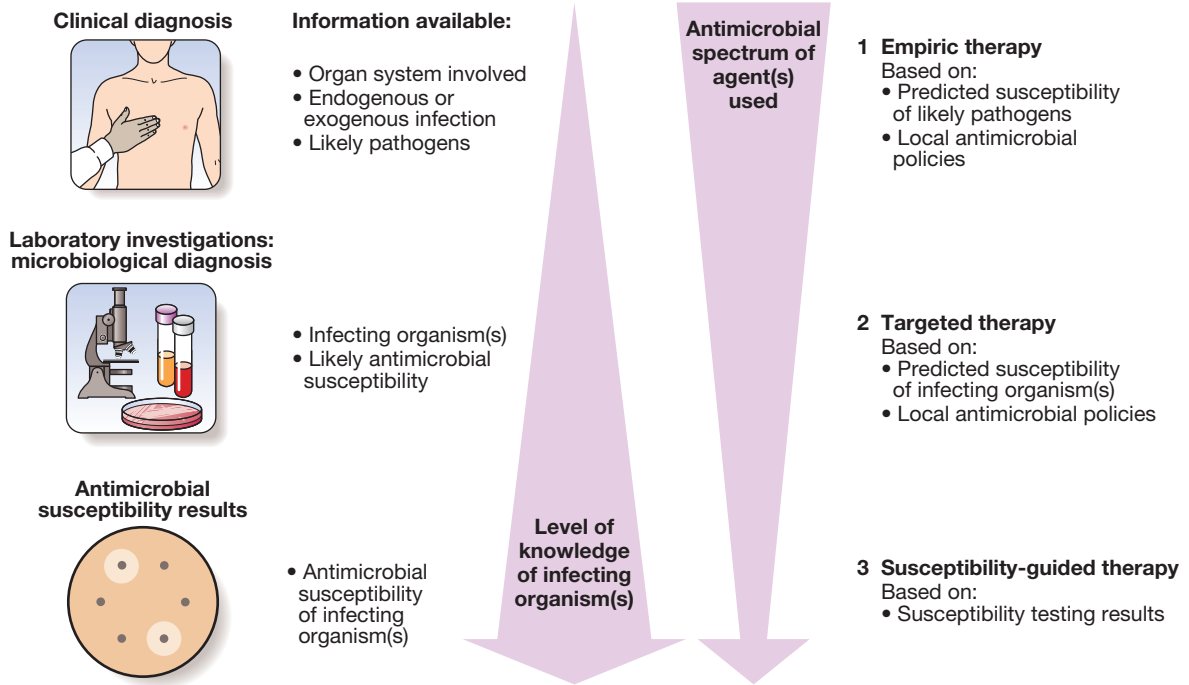 Clinical diagnosis
Information available:
• Organ system involved
• Endogenous or
exogenous infection
• Likely pathogens
Antimicrobial
spectrum of
agent(s)
used
1 Empiric therapy
Based on:
• Predicted susceptibility
of likely pathogens
• Local antimicrobial
policies
Laboratory investigations:
microbiological diagnosis
• Infecting organism(s)
• Likely antimicrobial
susceptibility
2 Targeted therapy
Based on:
• Predicted susceptibility
of infecting organism(s)
• Local antimicrobial policies
Antimicrobial
susceptibility results
• Antimicrobial
susceptibility
of infecting
organism(s)
Level of
knowledge
of infecting
organism(s)
3 Susceptibility-guided therapy
Based on:
• Susceptibility testing results